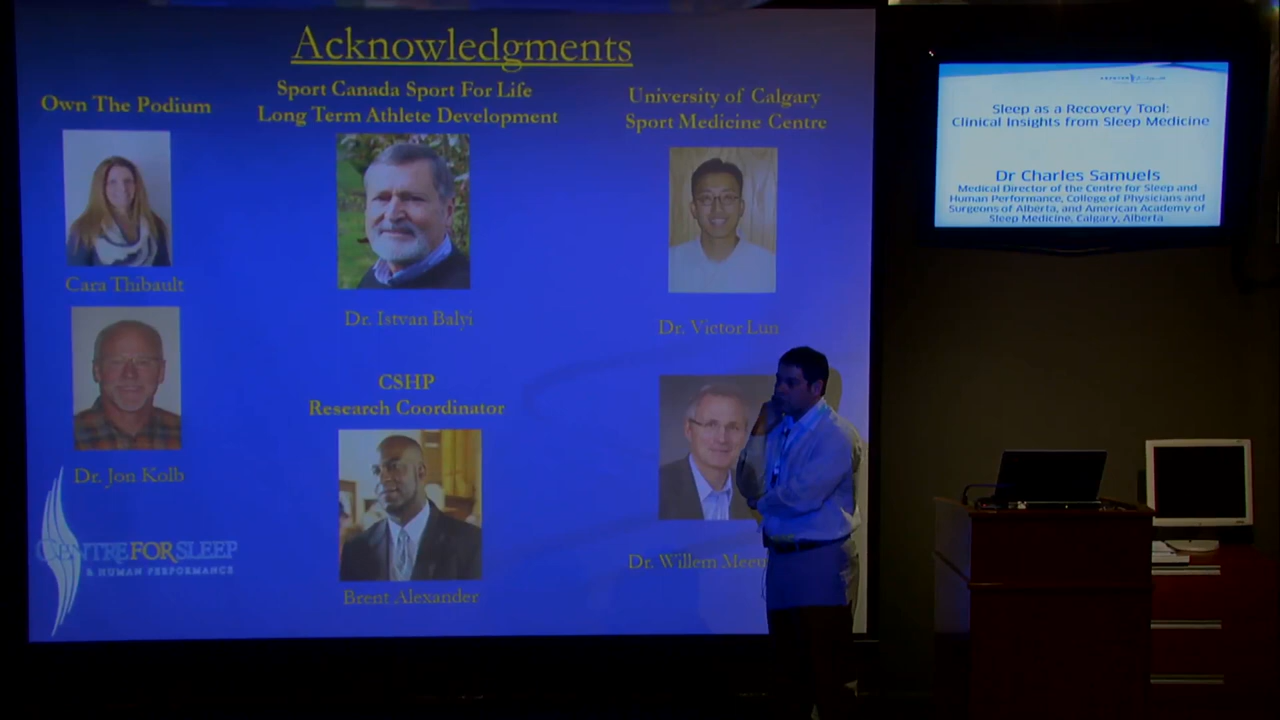 Acknowledgments
Own The Podium
Cara Thibault
Dr. Jon Kolb
CENTRE FOR SLEEP
& HUMAN PERFORMANCE
Sport Canada Sport For Life
Long Term Athlete Development
Dr. Istvan Balyi
CSHP
Research Coordinator
Brent Alexander
University of Calgary
Sport Medicine Centre
Dr. Victor Lun
Dr. Willem
Sleep as a Recovery Tool:
Clinical Insights from Sleep Medicine
Dr Charles Samuels
Medical Director of the Centre for Sleep and
Human Performance, College of Physicians and
Surgeons of Alberta, and American Academy of
Sleep Medicine, Calgary, Alberta